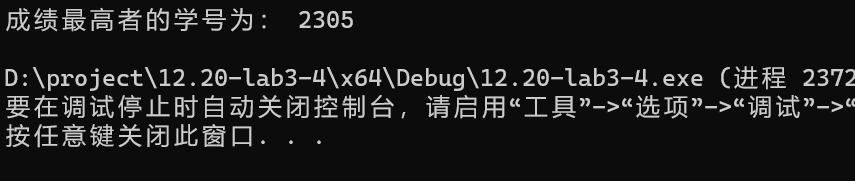 成绩最高者的学号为: 2305
D:\project\12.20-lab3-4\x64\Debug\12.20-lab3-4.exe (进程 2372
要在调试停止时自动关闭控制台, 请启用“工具”->“选项”->“调试”->“
按任意键关闭此窗口. . .